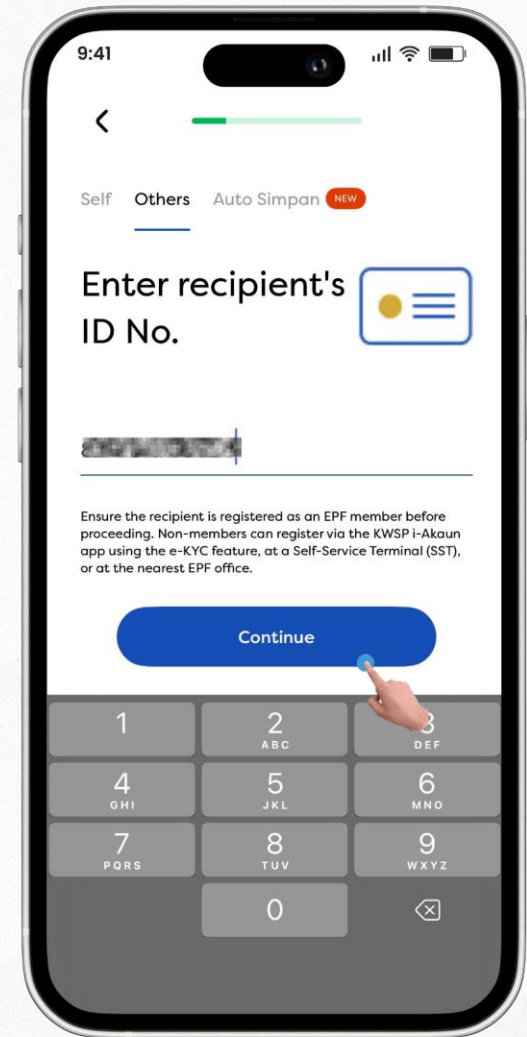 9:41
Self Others Auto Simpan NEW
Enter recipient's
ID No.
Ensure the recipient is registered as an EPF member before
proceeding. Non-members can register via the KWSP i-Akaun
app using the e-KYC feature, at a Self-Service Terminal (SST),
or at the nearest EPF office.
Continue
1 2 3
ABC DEF
4 5 6
GHI JKL MNO
7 8 9
PQRS TUV WXYZ
0